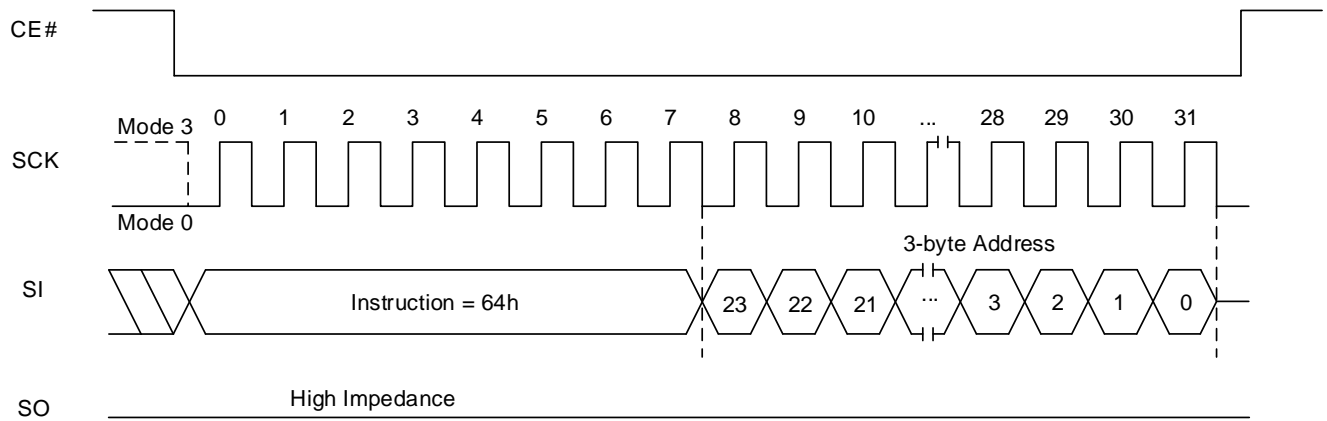 CE#
0 1 2 3 4 5 6 7 8 9 10 ... 28 29 30 31
Mode 3
SCK
Mode 0
3-byte Address
SI
Instruction = 64h
23 22 21 ... 3 2 1 0
High Impedance
SO